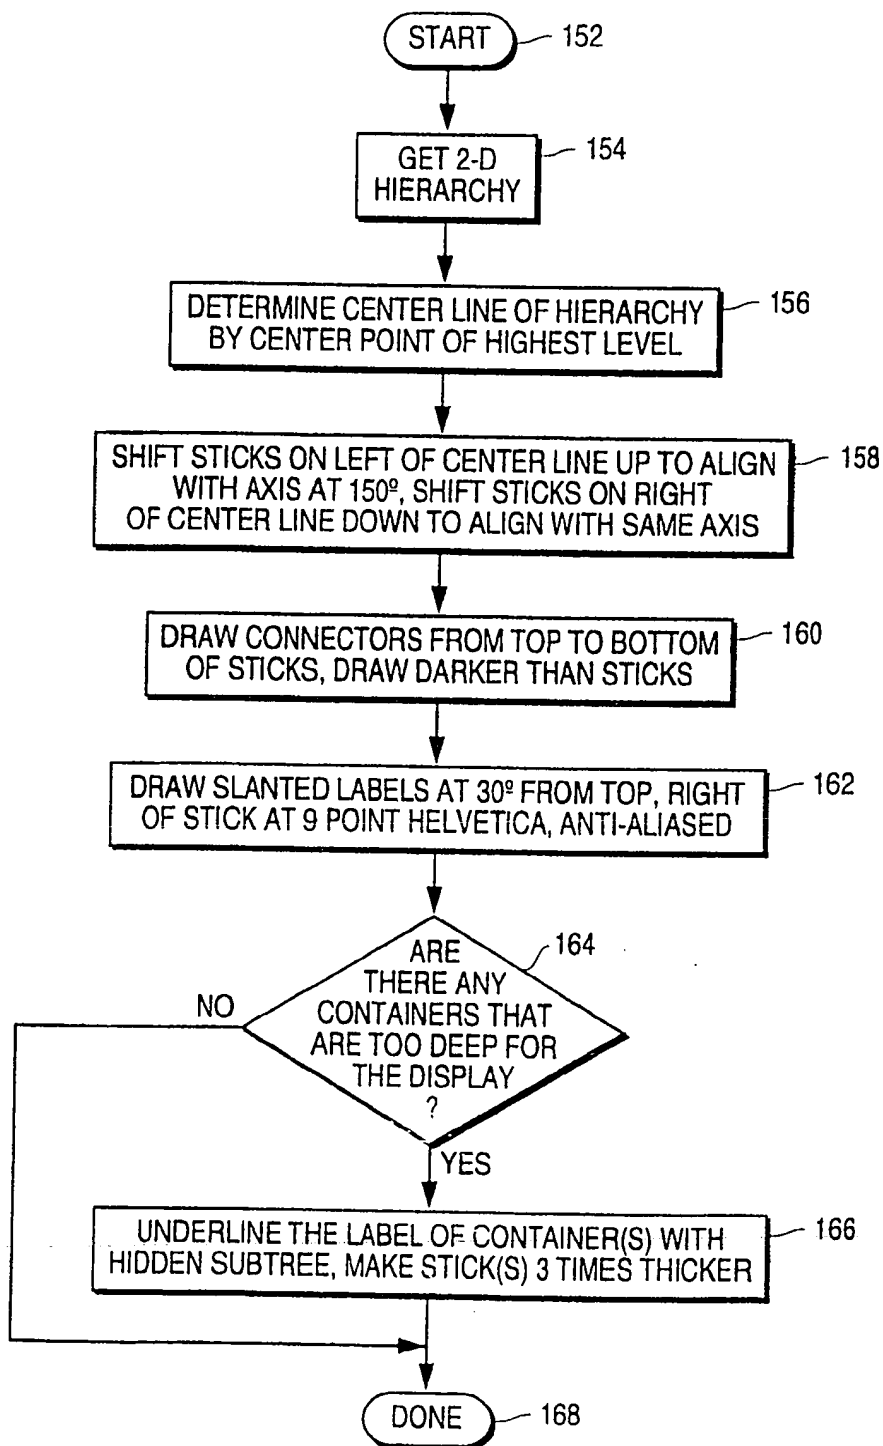 START
152
GET 2-D
HIERARCHY
154
DETERMINE CENTER LINE OF HIERARCHY
BY CENTER POINT OF HIGHEST LEVEL
156
SHIFT STICKS ON LEFT OF CENTER LINE UP TO ALIGN
WITH AXIS AT 150º, SHIFT STICKS ON RIGHT
OF CENTER LINE DOWN TO ALIGN WITH SAME AXIS
158
DRAW CONNECTORS FROM TOP TO BOTTOM
OF STICKS, DRAW DARKER THAN STICKS
160
DRAW SLANTED LABELS AT 30º FROM TOP, RIGHT
OF STICK AT 9 POINT HELVETICA, ANTI-ALIASED
162
ARE
THERE ANY
CONTAINERS THAT
ARE TOO DEEP FOR
THE DISPLAY
?
164
NO
YES
UNDERLINE THE LABEL OF CONTAINER(S) WITH
HIDDEN SUBTREE, MAKE STICK(S) 3 TIMES THICKER
166
DONE
168